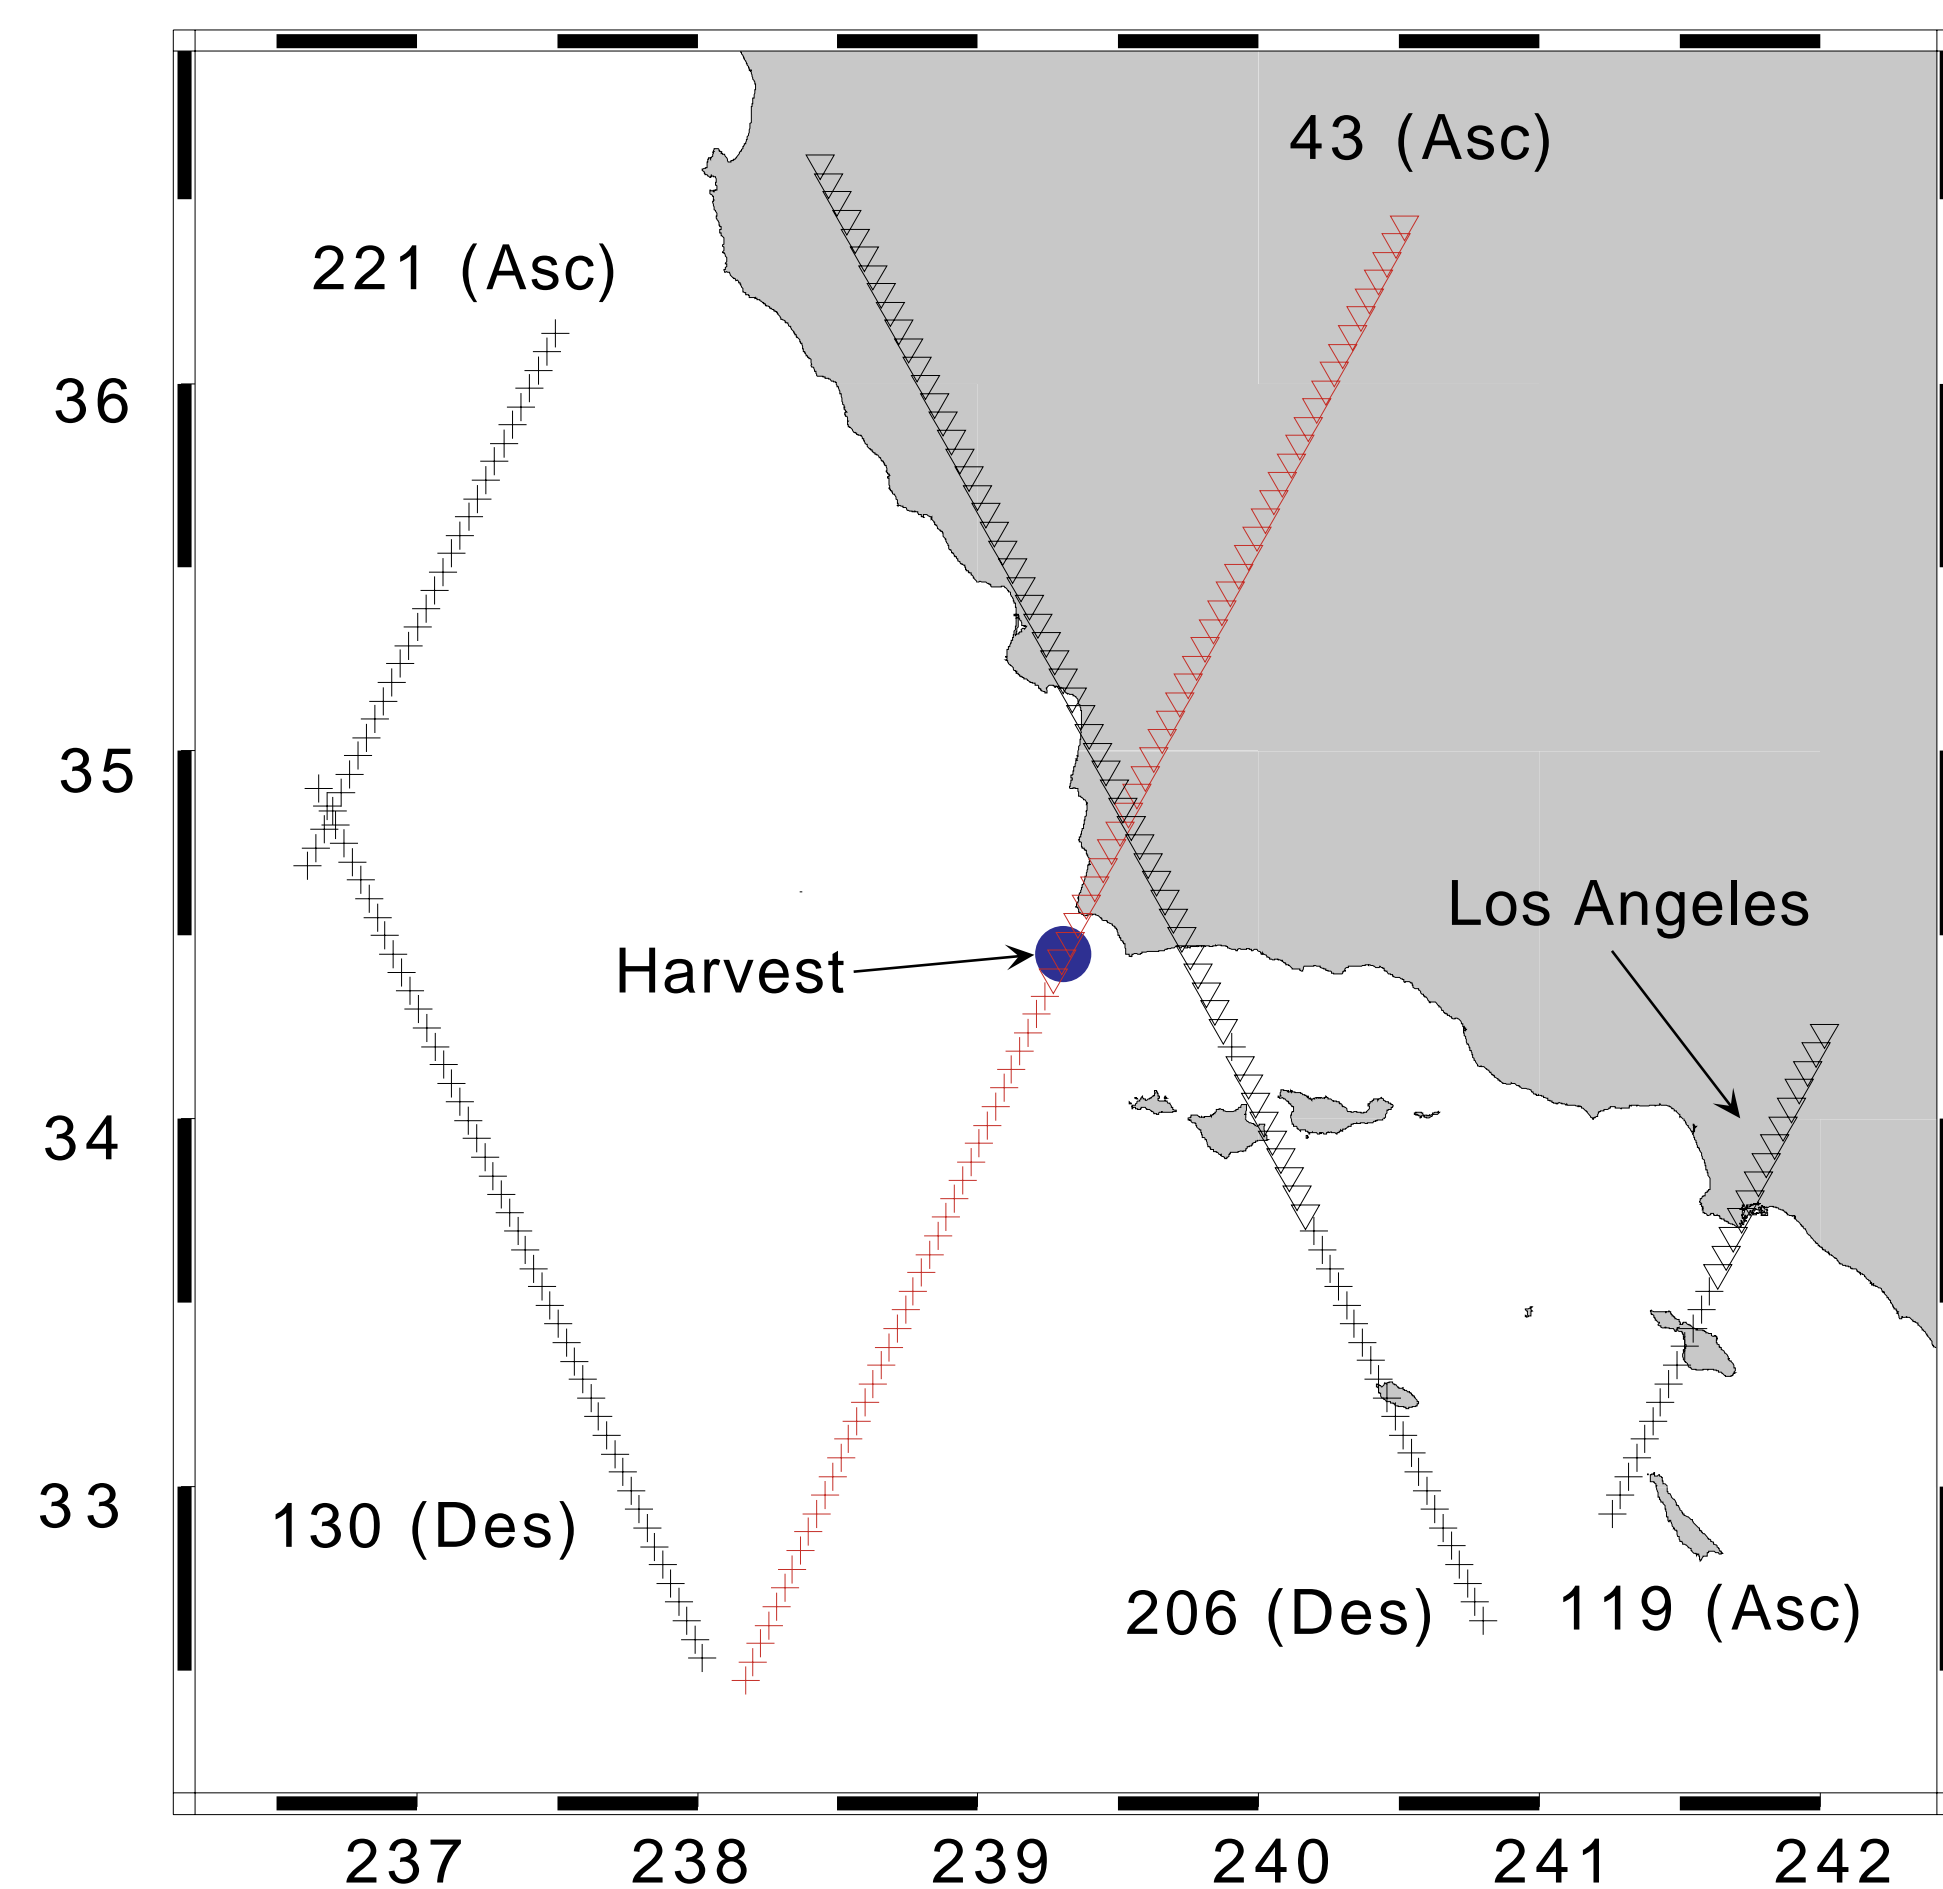 43 (Asc)
221 (Asc)
36
35
Los Angeles
Harvest
34
33
130 (Des)
206 (Des)
119 (Asc)
237
238
239
240
241
242